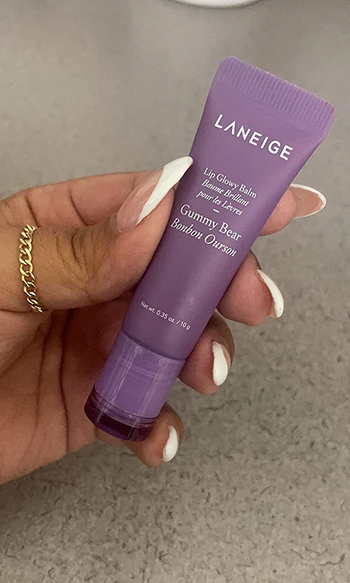 LANEIGE
Lip Glowy Balm
Baume Brillant
pour les Lèvres
Gummy Bear
Bonbon Ourson
Net wt. 0.35 oz. / 10 g